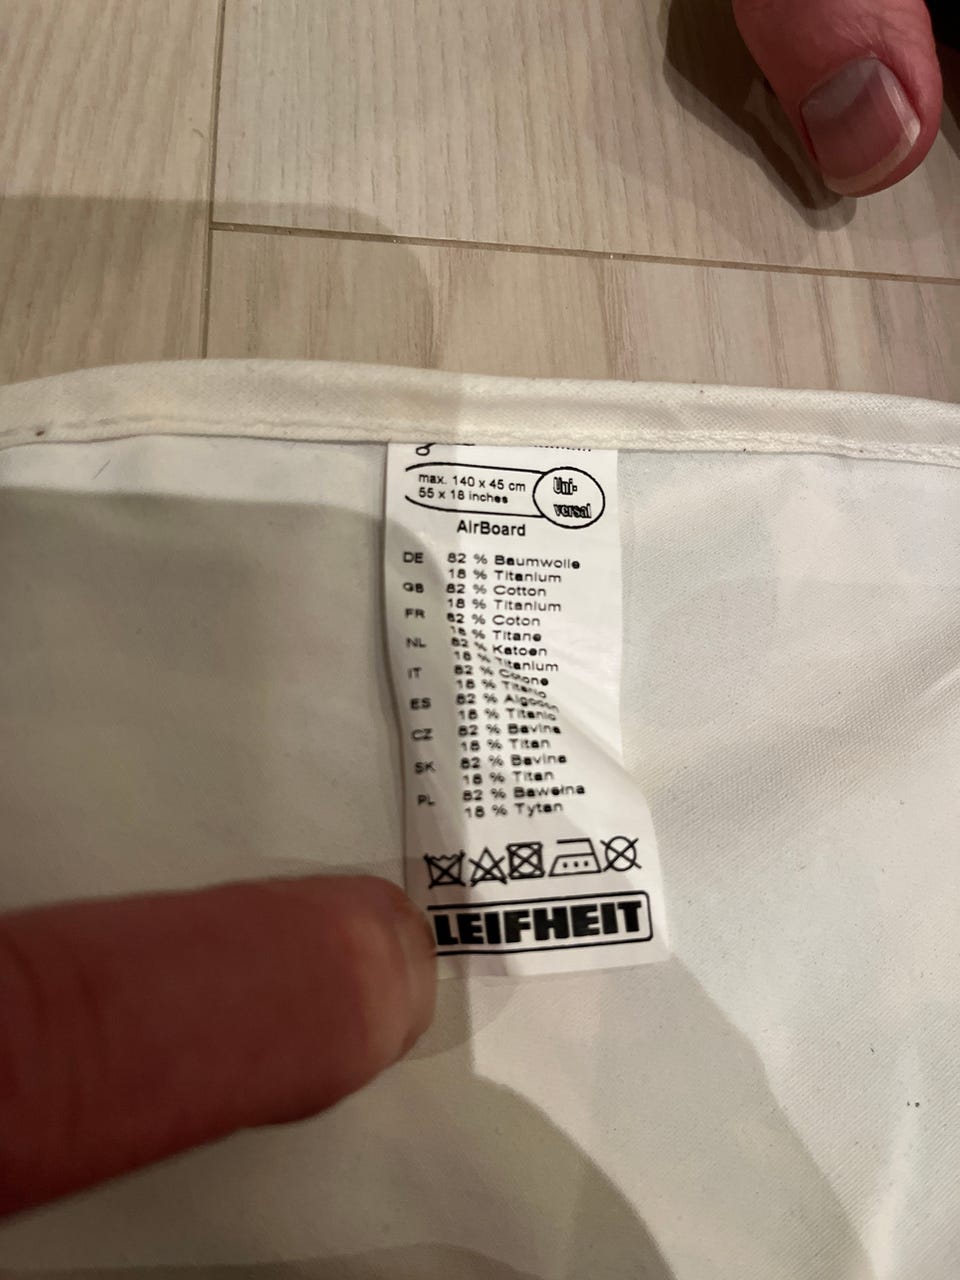 max. 140 x 45 cm
55 x 18 inches
Uni-
versal
AirBoard
DE 82 % Baumwolle
18 % Titanium
GB 82 % Cotton
18 % Titanium
FR 82 % Coton
18 % Titane
NL 82 % Katoen
18 % Titanium
IT 82 % Cotone
18 % Titanio
ES 82 % Algodon
18 % Titanio
CZ 82 % Bavlna
18 % Titan
SK 82 % Bavlna
18 % Titan
PL 82 % Bawełna
18 % Tytan
LEIFHEIT